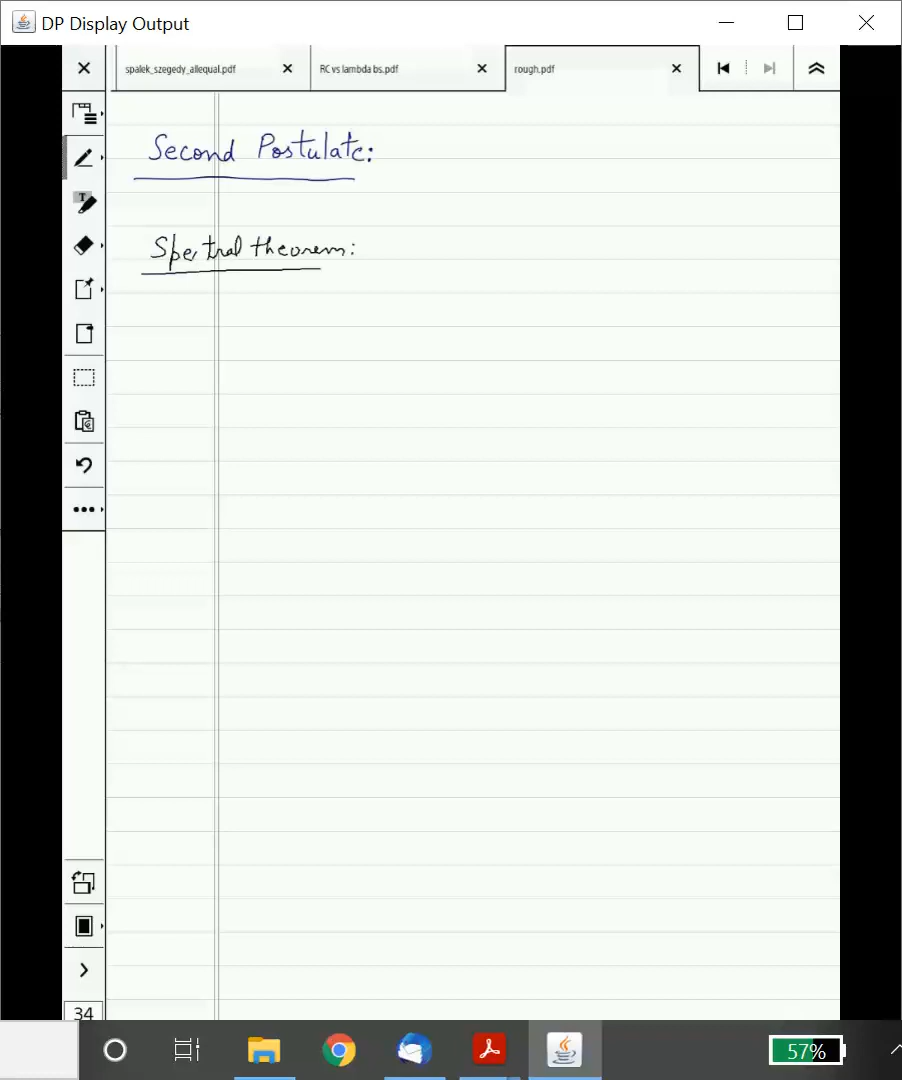 DP Display Output
spalek_szegedy_allequal.pdf
RC vs lambda bs.pdf
rough.pdf
Second Postulate:
Spectral theorem:
34
57%